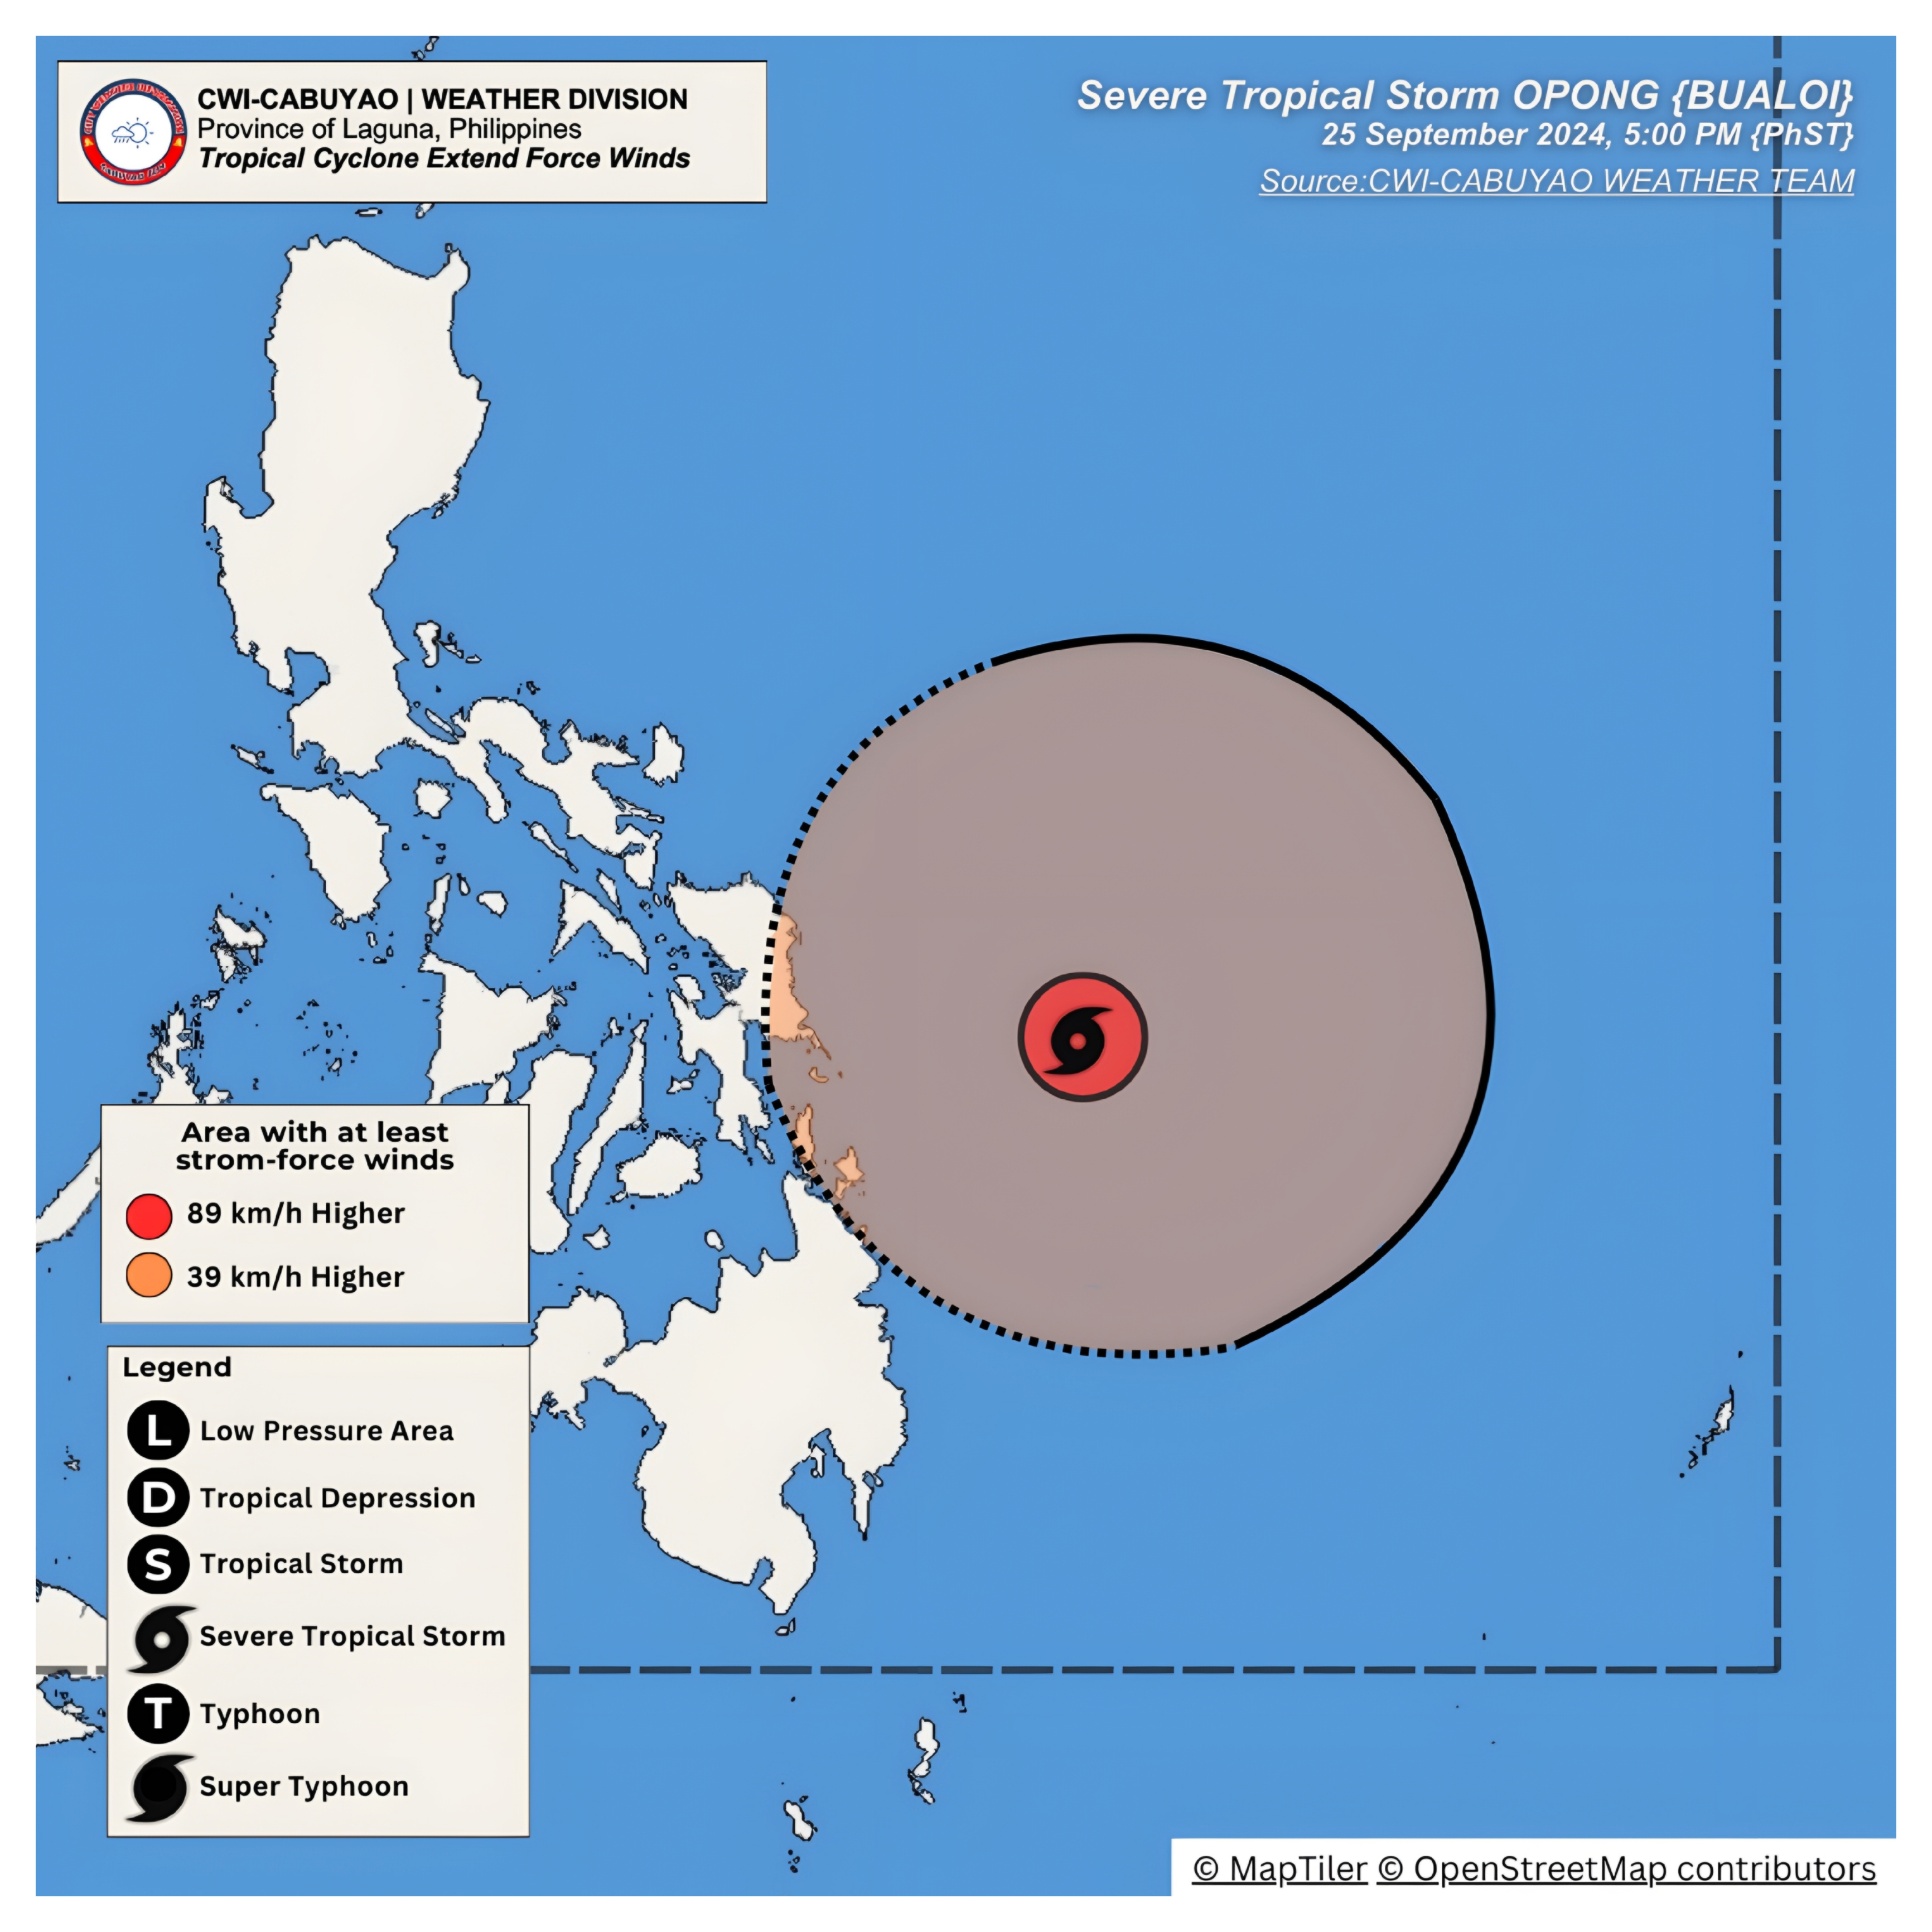 CWI-CABUYAO | WEATHER DIVISION
Province of Laguna, Philippines
Tropical Cyclone Extend Force Winds
Severe Tropical Storm OPONG {BUALOI}
25 September 2024, 5:00 PM {PhST}
Source:CWI-CABUYAO WEATHER TEAM
Area with at least
strom-force winds
89 km/h Higher
39 km/h Higher
Legend
L Low Pressure Area
D Tropical Depression
S Tropical Storm
Severe Tropical Storm
T Typhoon
Super Typhoon
© MapTiler © OpenStreetMap contributors